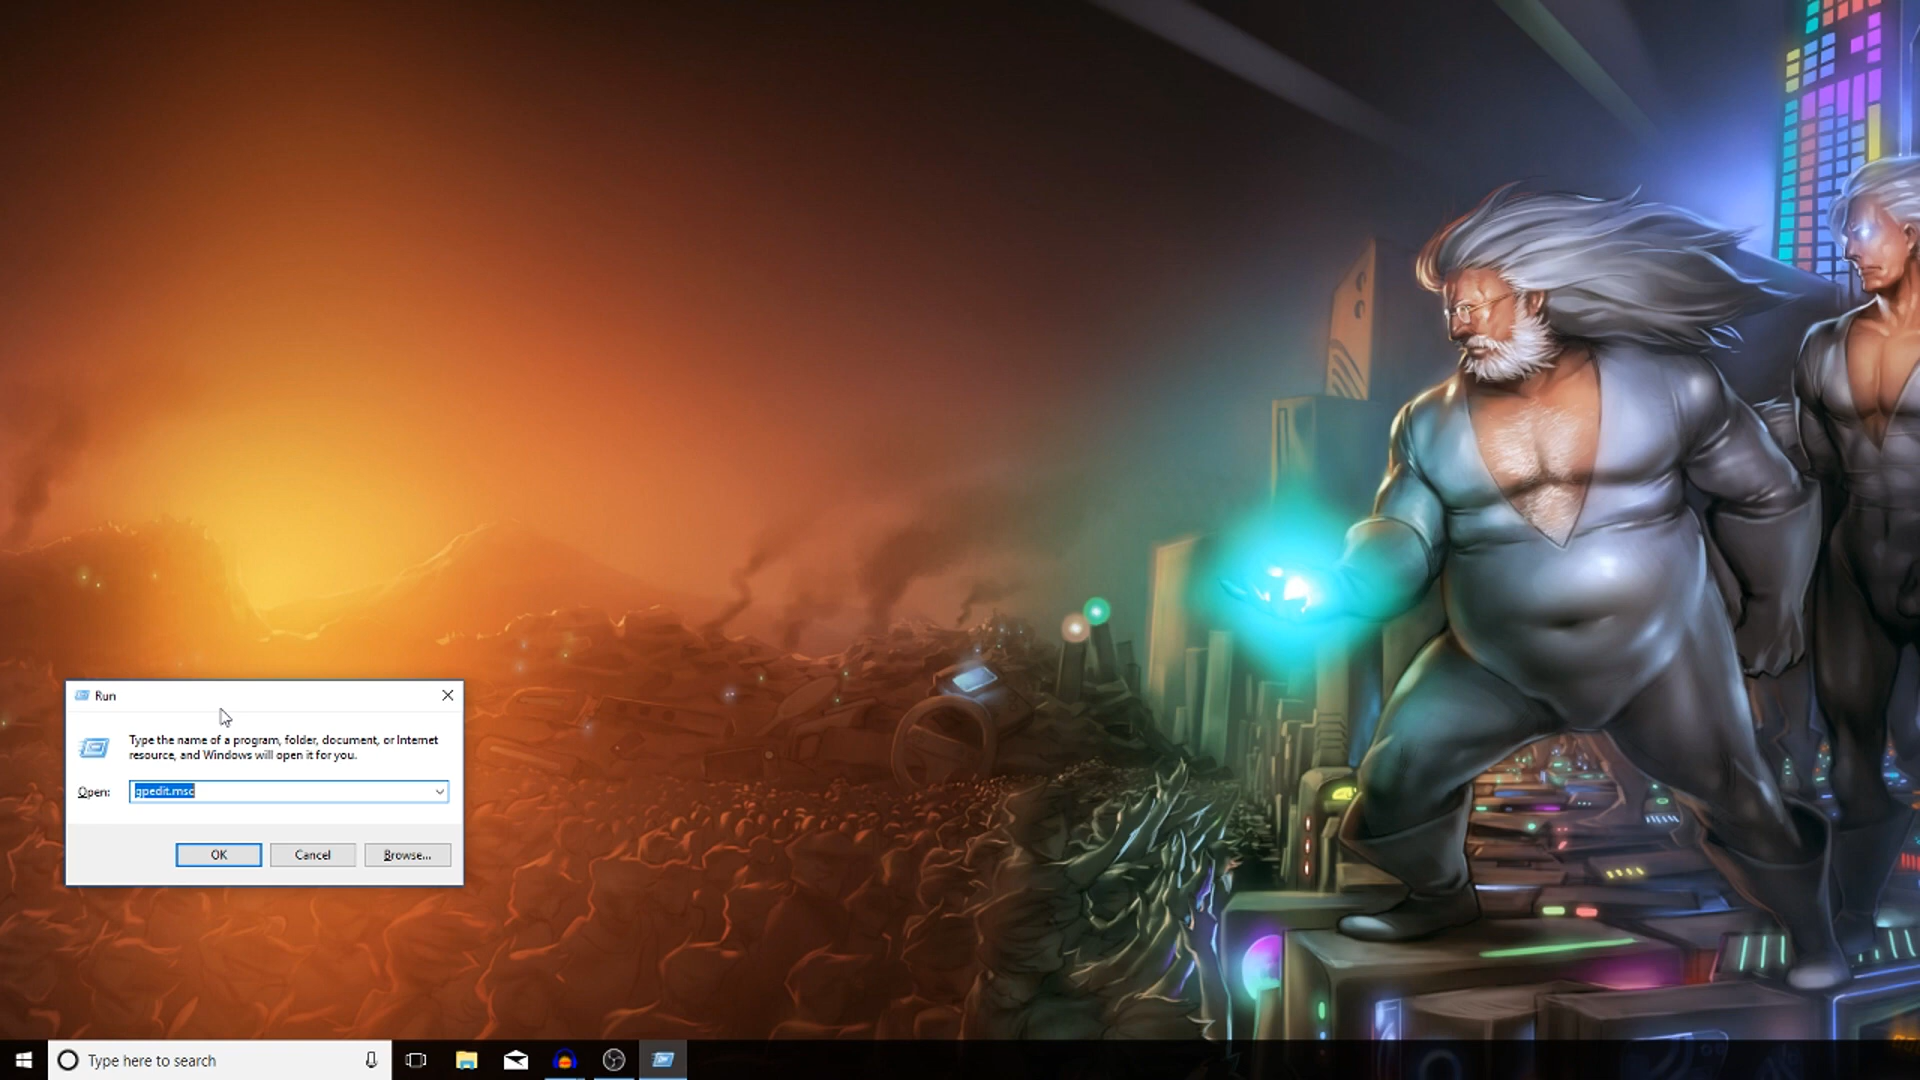 Run
Type the name of a program, folder, document, or Internet
resource, and Windows will open it for you.
Open:
gpedit.msc
OK
Cancel
Browse...
Type here to search